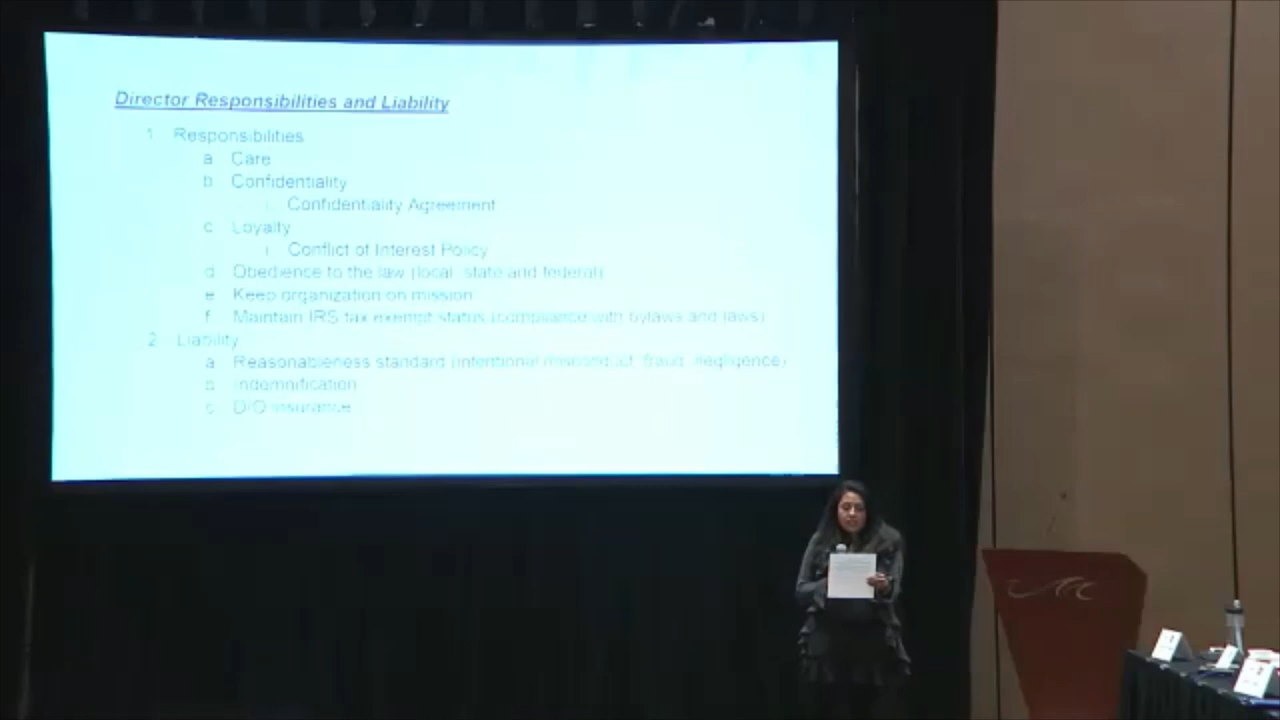 Director Responsibilities and Liability
1 Responsibilities
a Care
b Confidentiality
i Confidentiality Agreement
c Loyalty
i Conflict of Interest Policy
d Obedience to the law (local, state and federal)
e Keep organization on mission
f Maintain IRS tax exempt status (compliance with bylaws and laws)
2 Liability
a Reasonableness standard (intentional misconduct, fraud, negligence)
b Indemnification
c D/O insurance